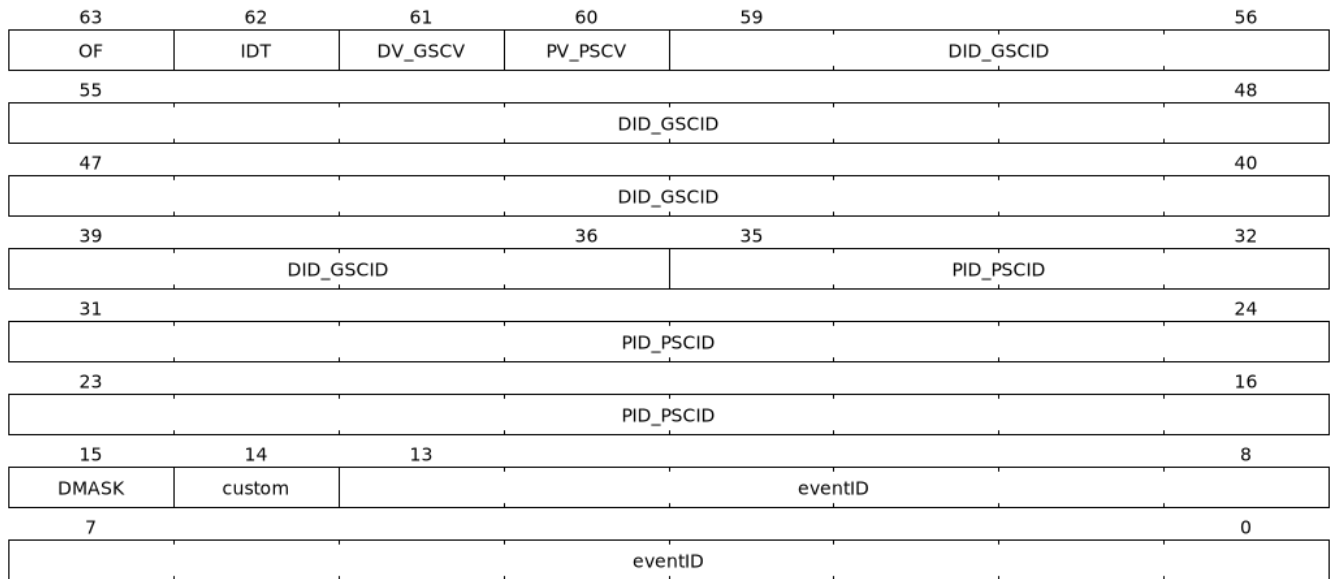 63 62 61 60 59 56
OF IDT DV_GSCV PV_PSCV DID_GSCID
55 48
DID_GSCID
47 40
DID_GSCID
39 36 35 32
DID_GSCID PID_PSCID
31 24
PID_PSCID
23 16
PID_PSCID
15 14 13 8
DMASK custom eventID
7 0
eventID